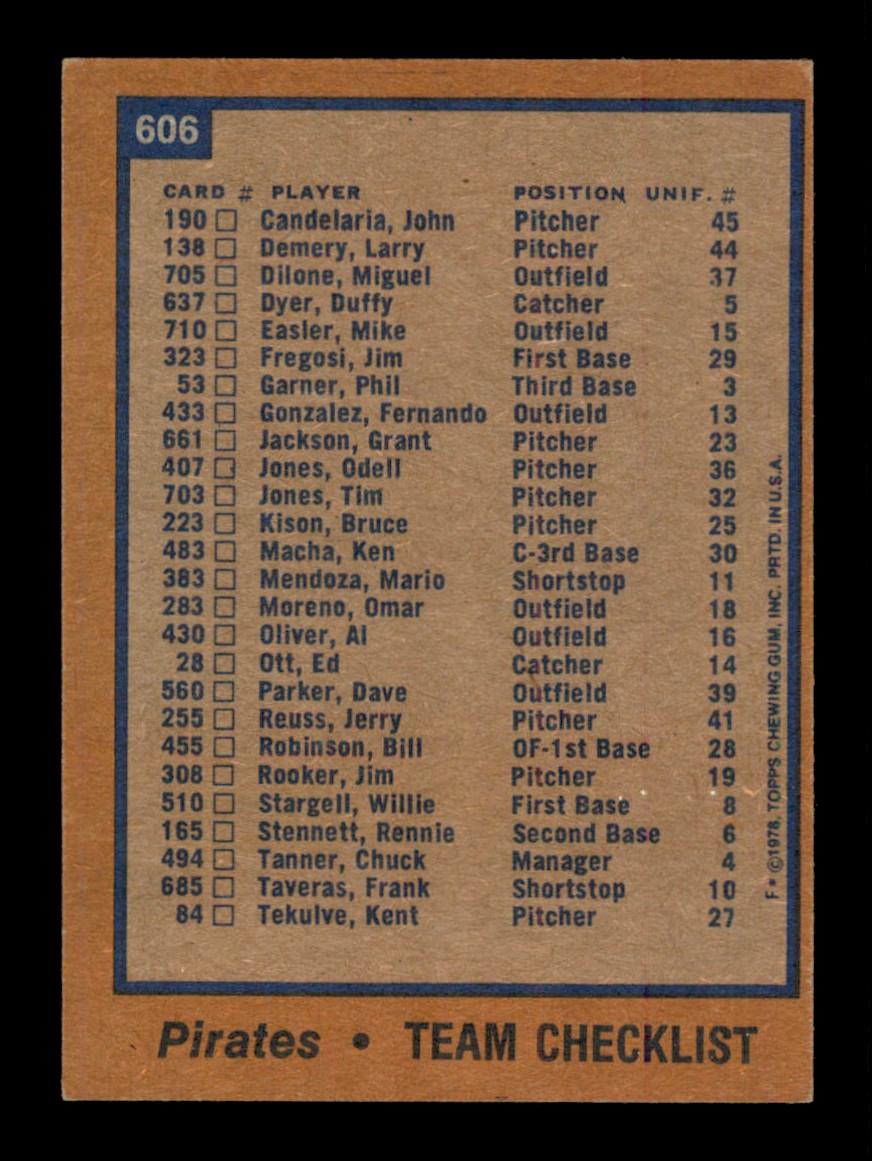 606
CARD # PLAYER POSITION UNIF. #
190 Candelaria, John Pitcher 45
138 Demery, Larry Pitcher 44
705 Dilone, Miguel Outfield 37
637 Dyer, Duffy Catcher 5
710 Easler, Mike Outfield 15
323 Fregosi, Jim First Base 29
53 Garner, Phil Third Base 3
433 Gonzalez, Fernando Outfield 13
661 Jackson, Grant Pitcher 23
407 Jones, Odell Pitcher 36
703 Jones, Tim Pitcher 32
223 Kison, Bruce Pitcher 25
483 Macha, Ken C-3rd Base 30
383 Mendoza, Mario Shortstop 11
283 Moreno, Omar Outfield 18
430 Oliver, Al Outfield 16
28 Ott, Ed Catcher 14
560 Parker, Dave Outfield 39
255 Reuss, Jerry Pitcher 41
455 Robinson, Bill OF-1st Base 28
308 Rooker, Jim Pitcher 19
510 Stargell, Willie First Base 8
165 Stennett, Rennie Second Base 6
494 Tanner, Chuck Manager 4
685 Taveras, Frank Shortstop 10
84 Tekulve, Kent Pitcher 27
F* ©1978, TOPPS CHEWING GUM, INC. PRTD. IN U.S.A.
Pirates • TEAM CHECKLIST